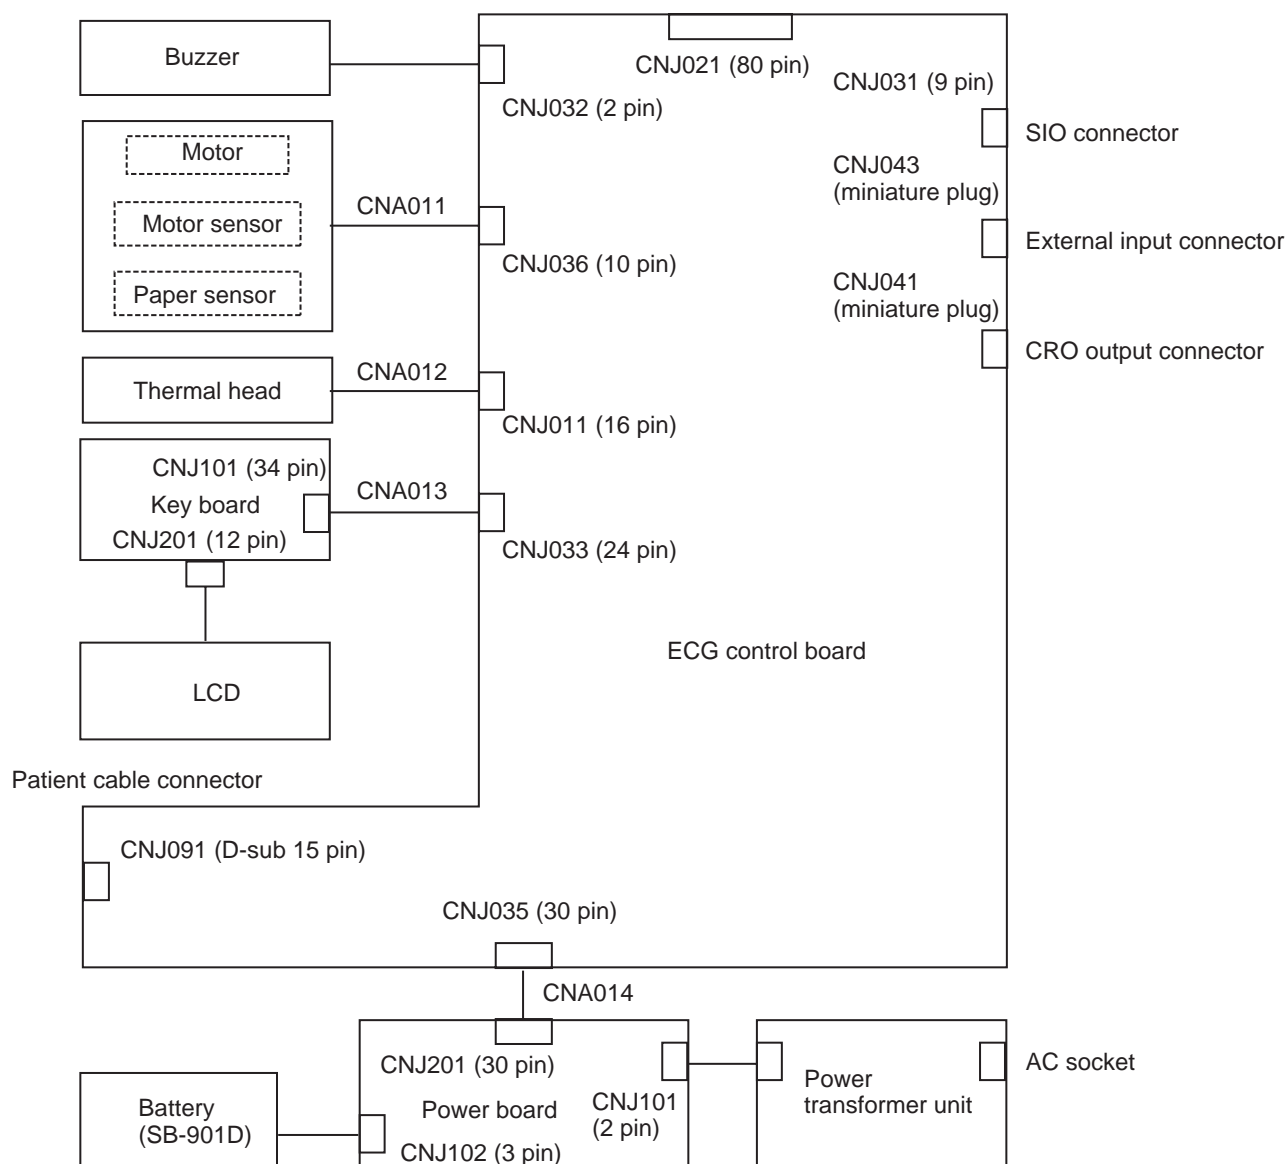 Buzzer
CNJ021 (80 pin)
CNJ031 (9 pin)
CNJ032 (2 pin)
SIO connector
Motor
CNJ043
(miniature plug)
CNA011
Motor sensor
External input connector
CNJ036 (10 pin)
CNJ041
(miniature plug)
Paper sensor
CRO output connector
CNA012
Thermal head
CNJ011 (16 pin)
CNJ101 (34 pin)
CNA013
Key board
CNJ201 (12 pin)
CNJ033 (24 pin)
ECG control board
LCD
Patient cable connector
CNJ091 (D-sub 15 pin)
CNJ035 (30 pin)
CNA014
CNJ201 (30 pin)
AC socket
Power
transformer unit
CNJ101
(2 pin)
Power board
Battery
(SB-901D)
CNJ102 (3 pin)